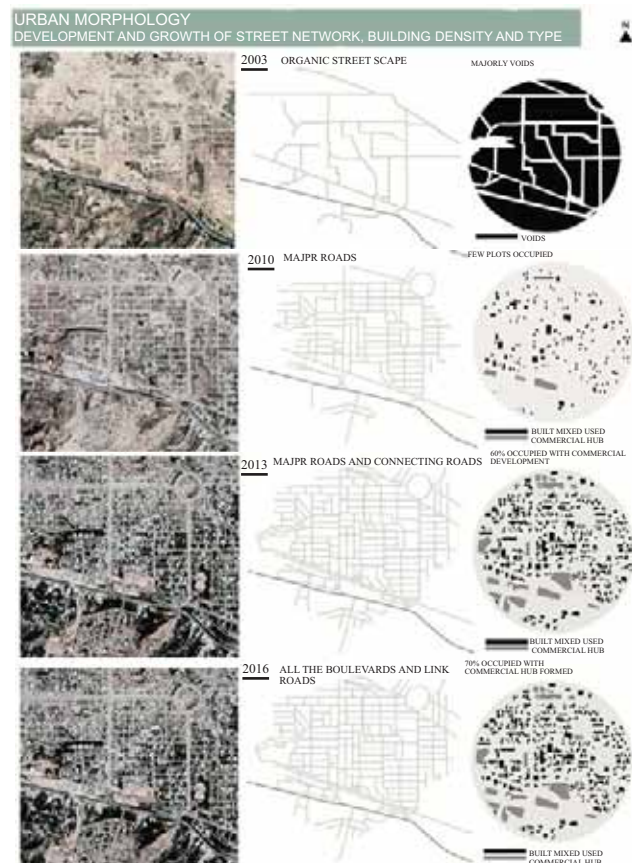 URBAN MORPHOLOGY
DEVELOPMENT AND GROWTH OF STREET NETWORK, BUILDING DENSITY AND TYPE
N
2003 ORGANIC STREET SCAPE
MAJORLY VOIDS
VOIDS
2010 MAJPR ROADS
FEW PLOTS OCCUPIED
BUILT MIXED USED
COMMERCIAL HUB
2013 MAJPR ROADS AND CONNECTING ROADS
60% OCCUPIED WITH COMMERCIAL
DEVELOPMENT
BUILT MIXED USED
COMMERCIAL HUB
2016 ALL THE BOULEVARDS AND LINK
ROADS
70% OCCUPIED WITH
COMMERCIAL HUB FORMED
BUILT MIXED USED
COMMERCIAL HUB